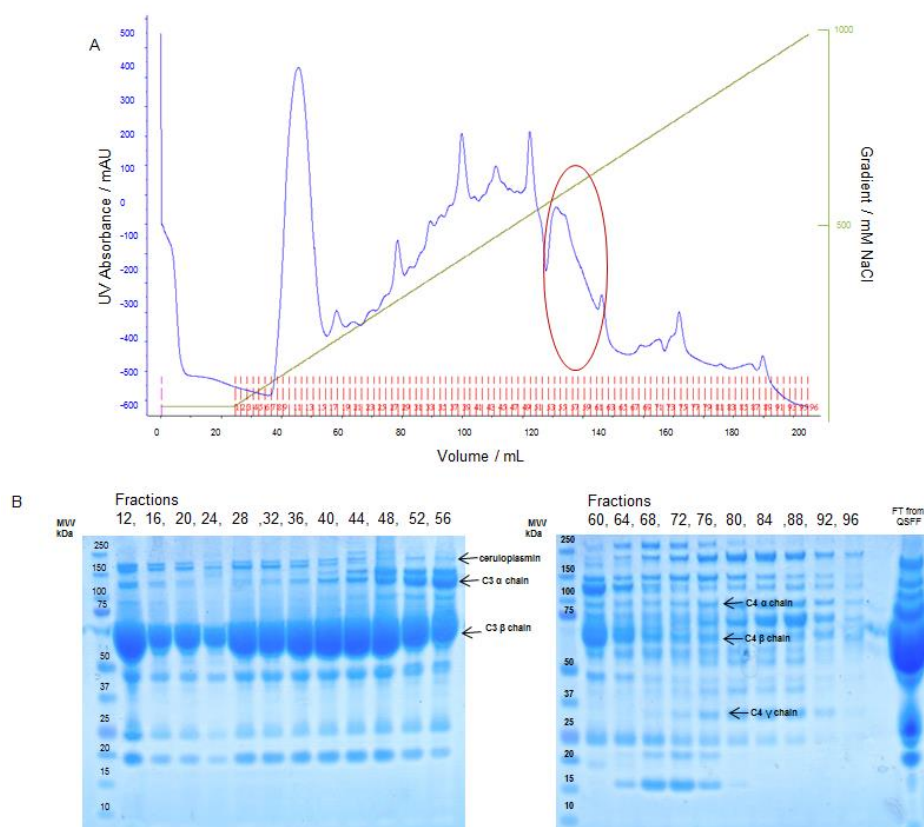 A
500
400
300
200
100
0
-100
-200
-300
-400
-500
-600
UV Absorbance / mAU
1000
500
Gradient / mM NaCl
0 20 40 60 80 100 120 140 160 180 200
Volume / mL
B
Fractions
12, 16, 20, 24, 28 ,32, 36, 40, 44, 48, 52, 56
MW
kDa
250
150
100
75
50
37
25
20
15
10
ceruloplasmin
C3 α chain
C3 β chain
Fractions
60, 64, 68, 72, 76, 80, 84 ,88, 92, 96
FT from
QSFF
MW
kDa
250
150
100
75
50
37
25
20
15
10
C4 α chain
C4 β chain
C4 γ chain